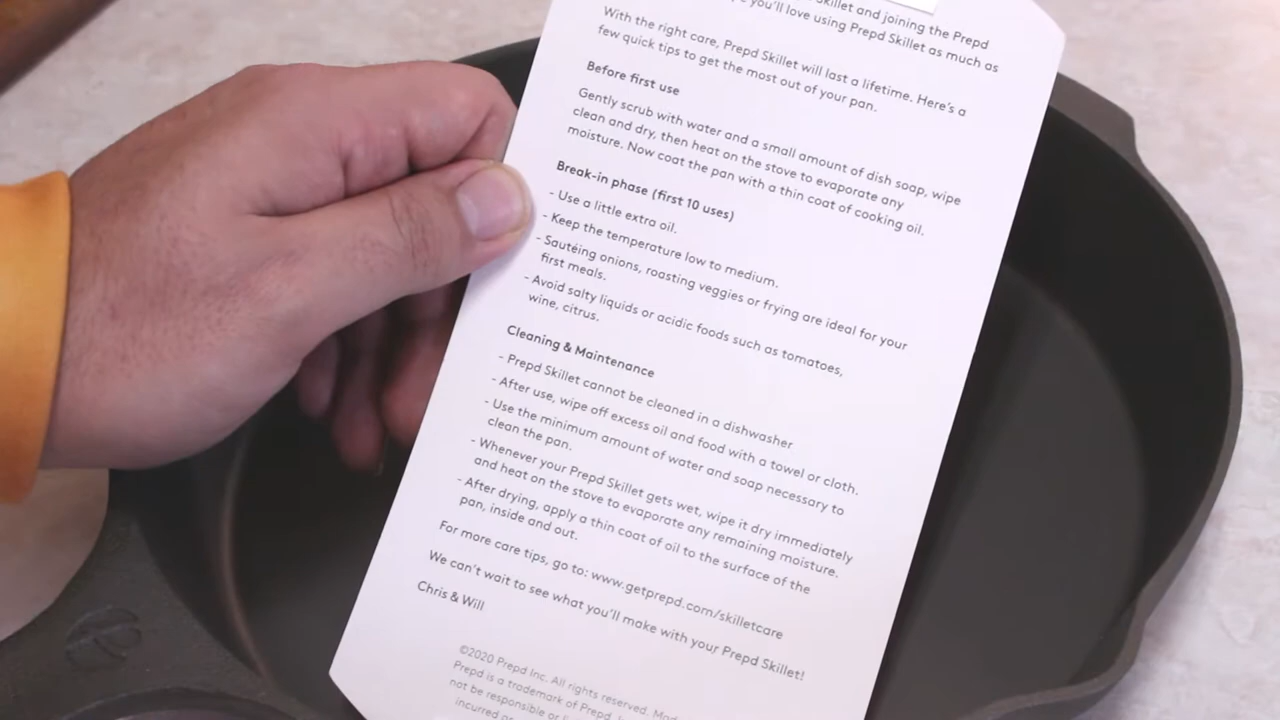 skillet and joining the Prepd
you'll love using Prepd Skillet as much as
With the right care, Prepd Skillet will last a lifetime. Here's a
few quick tips to get the most out of your pan.
Before first use
Gently scrub with water and a small amount of dish soap, wipe
clean and dry, then heat on the stove to evaporate any
moisture. Now coat the pan with a thin coat of cooking oil.
Break-in phase (first 10 uses)
- Use a little extra oil.
- Keep the temperature low to medium.
- Sautéing onions, roasting veggies or frying are ideal for your
first meals.
- Avoid salty liquids or acidic foods such as tomatoes,
wine, citrus.
Cleaning & Maintenance
- Prepd Skillet cannot be cleaned in a dishwasher
- After use, wipe off excess oil and food with a towel or cloth.
- Use the minimum amount of water and soap necessary to
clean the pan.
- Whenever your Prepd Skillet gets wet, wipe it dry immediately
and heat on the stove to evaporate any remaining moisture.
- After drying, apply a thin coat of oil to the surface of the
pan, inside and out.
For more care tips, go to: www.getprepd.com/skilletcare
We can't wait to see what you'll make with your Prepd Skillet!
Chris & Will
©2020 Prepd Inc. All rights reserved.
Prepd is a trademark of Prepd,
not be responsible or
incurred